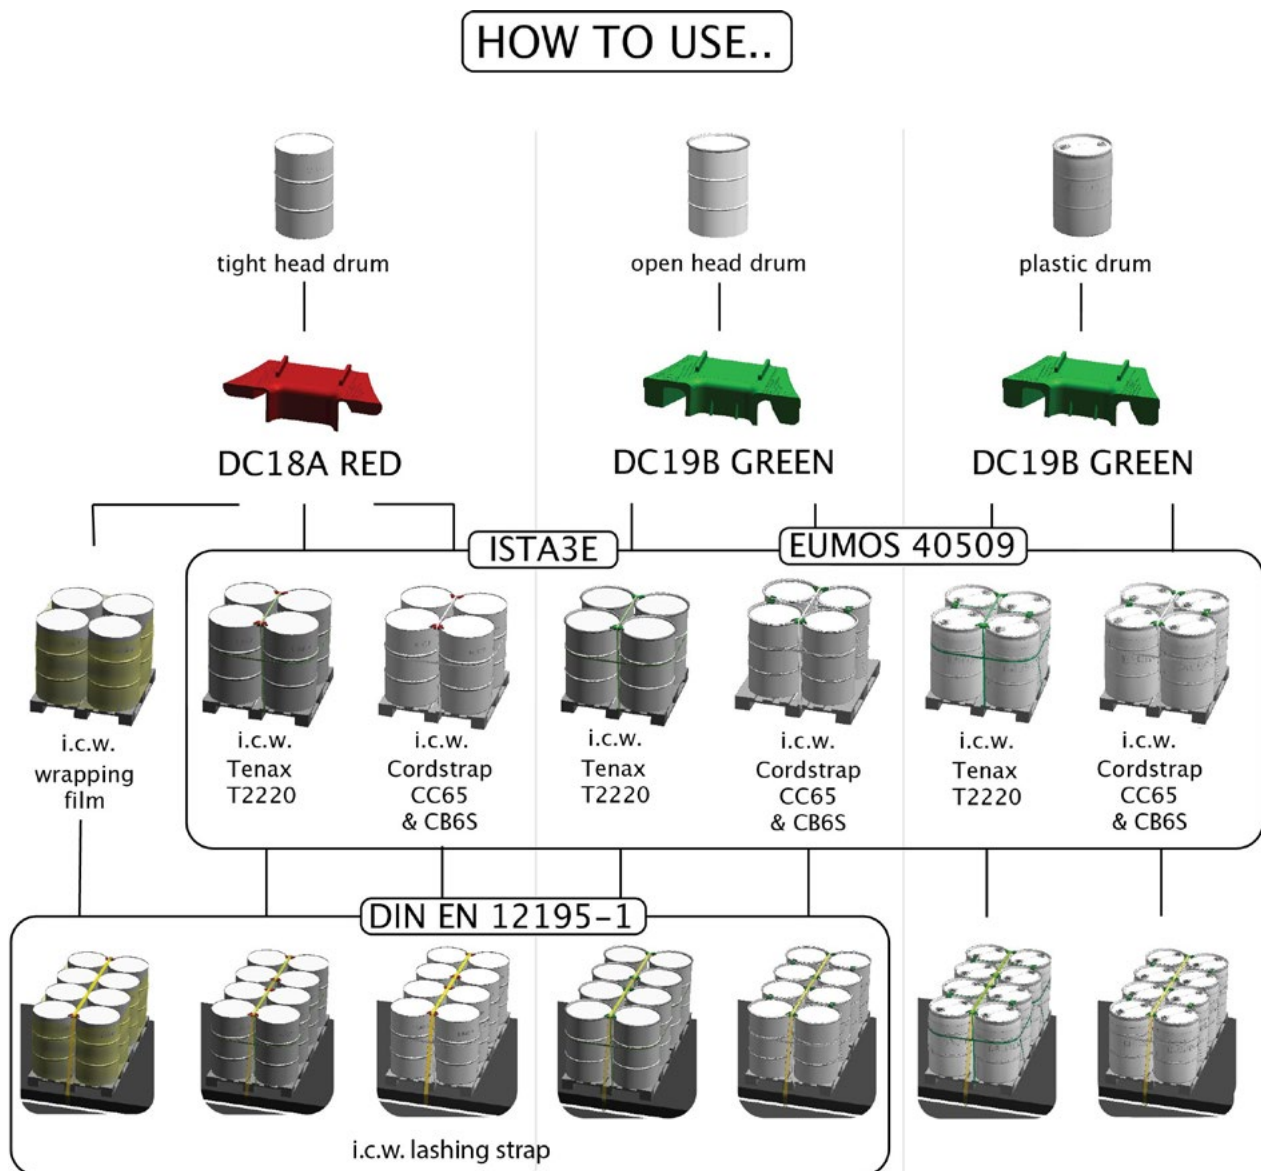 HOW TO USE..
tight head drum
open head drum
plastic drum
DC18A RED
DC19B GREEN
DC19B GREEN
ISTA3E
EUMOS 40509
i.c.w.
wrapping
film
i.c.w.
Tenax
T2220
i.c.w.
Cordstrap
CC65
& CB6S
i.c.w.
Tenax
T2220
i.c.w.
Cordstrap
CC65
& CB6S
i.c.w.
Tenax
T2220
i.c.w.
Cordstrap
CC65
& CB6S
DIN EN 12195-1
i.c.w. lashing strap